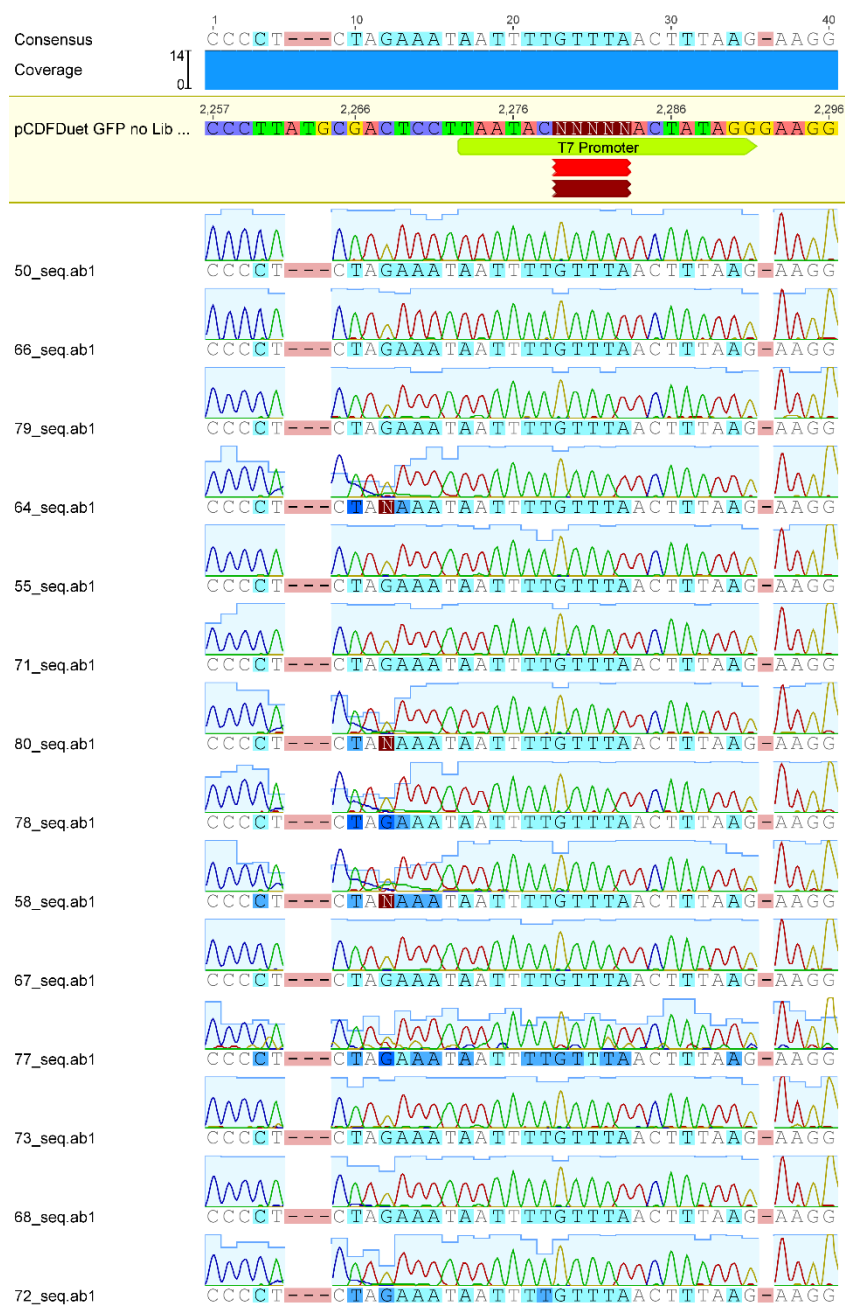 1 10 20 30 40
Consensus CCCCT---CTAGAAATAATTTTGTTTAACTTTAAG-AAGG
Coverage 14
0
2,257 2,266 2,276 2,286 2,296
pCDFDuet GFP no Lib ... CCCTTATGCGACTCCTTAATACNNNNNACTATAGGGAAGG
T7 Promoter
50_seq.ab1 CCCCT---CTAGAAATAATTTTGTTTAACTTTAAG-AAGG
66_seq.ab1 CCCCT---CTAGAAATAATTTTGTTTAACTTTAAG-AAGG
79_seq.ab1 CCCCT---CTAGAAATAATTTTGTTTAACTTTAAG-AAGG
64_seq.ab1 CCCCT---CTANAAATAATTTTGTTTAACTTTAAG-AAGG
55_seq.ab1 CCCCT---CTAGAAATAATTTTGTTTAACTTTAAG-AAGG
71_seq.ab1 CCCCT---CTAGAAATAATTTTGTTTAACTTTAAG-AAGG
80_seq.ab1 CCCCT---CTANAAATAATTTTGTTTAACTTTAAG-AAGG
78_seq.ab1 CCCCT---CTAGAAATAATTTTGTTTAACTTTAAG-AAGG
58_seq.ab1 CCCCT---CTANAAATAATTTTGTTTAACTTTAAG-AAGG
67_seq.ab1 CCCCT---CTAGAAATAATTTTGTTTAACTTTAAG-AAGG
77_seq.ab1 CCCCT---CTAGAAATAATTTTGTTTAACTTTAAG-AAGG
73_seq.ab1 CCCCT---CTAGAAATAATTTTGTTTAACTTTAAG-AAGG
68_seq.ab1 CCCCT---CTAGAAATAATTTTGTTTAACTTTAAG-AAGG
72_seq.ab1 CCCCT---CTAGAAATAATTTTGTTTAACTTTAAG-AAGG